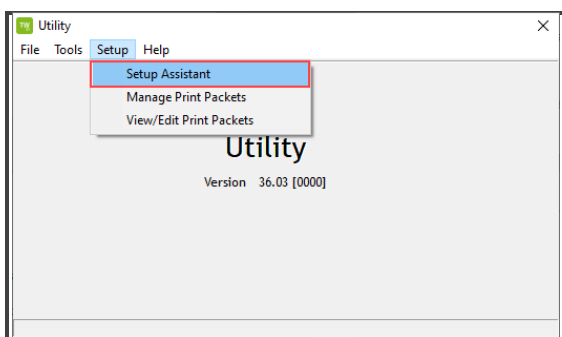 TW Utility
File Tools Setup Help
Setup Assistant
Manage Print Packets
View/Edit Print Packets
Utility
Version 36.03 [0000]